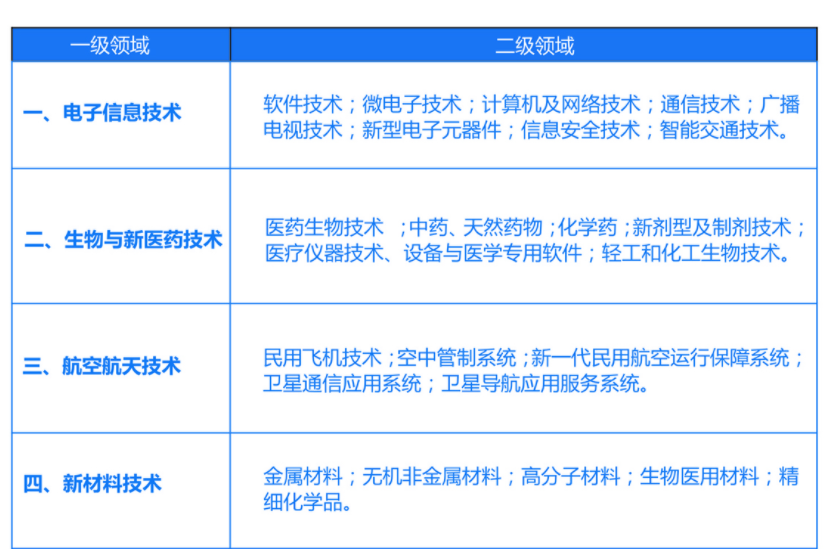 一级领域
二级领域
一、电子信息技术
软件技术；微电子技术；计算机及网络技术；通信技术；广播
电视技术；新型电子元器件；信息安全技术；智能交通技术。
二、生物与新医药技术
医药生物技术 ;中药、天然药物;化学药;新剂型及制剂技术；
医疗仪器技术、设备与医学专用软件；轻工和化工生物技术。
三、航空航天技术
民用飞机技术;空中管制系统;新一代民用航空运行保障系统；
卫星通信应用系统；卫星导航应用服务系统。
四、新材料技术
金属材料；无机非金属材料；高分子材料；生物医用材料；精
细化学品。